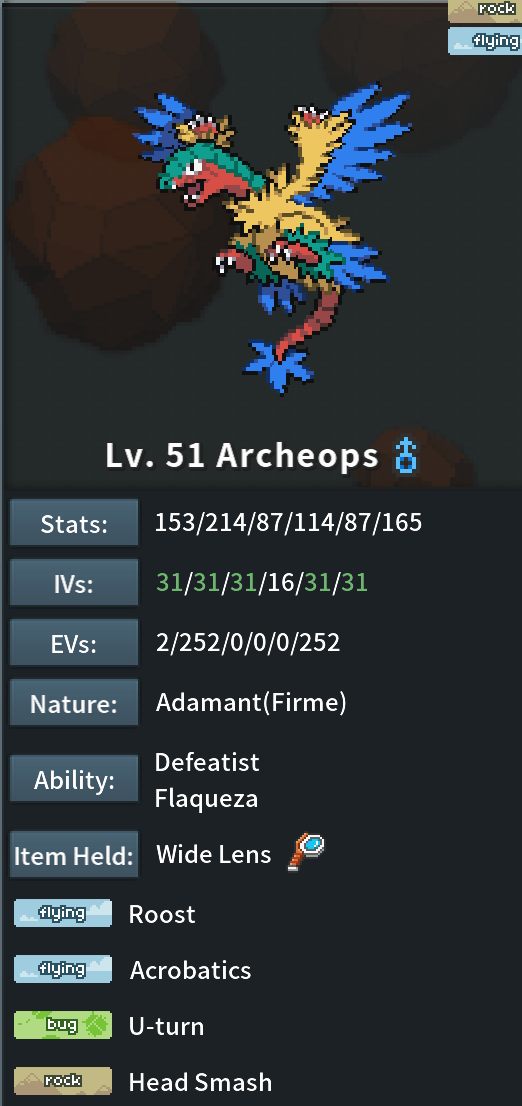 rock
flying
Lv. 51 Archeops ♂
Stats: 153/214/87/114/87/165
IVs: 31/31/31/16/31/31
EVs: 2/252/0/0/0/252
Nature: Adamant(Firme)
Ability: Defeatist
Flaqueza
Item Held: Wide Lens
flying Roost
flying Acrobatics
bug U-turn
rock Head Smash